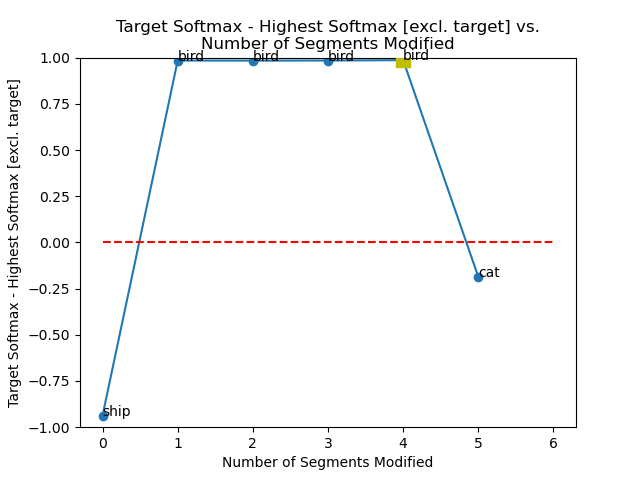 Target Softmax - Highest Softmax [excl. target] vs.
Number of Segments Modified
Target Softmax - Highest Softmax [excl. target]
1.00
0.75
0.50
0.25
0.00
−0.25
−0.50
−0.75
−1.00
bird
bird
bird
bird
cat
ship
0
1
2
3
4
5
6
Number of Segments Modified